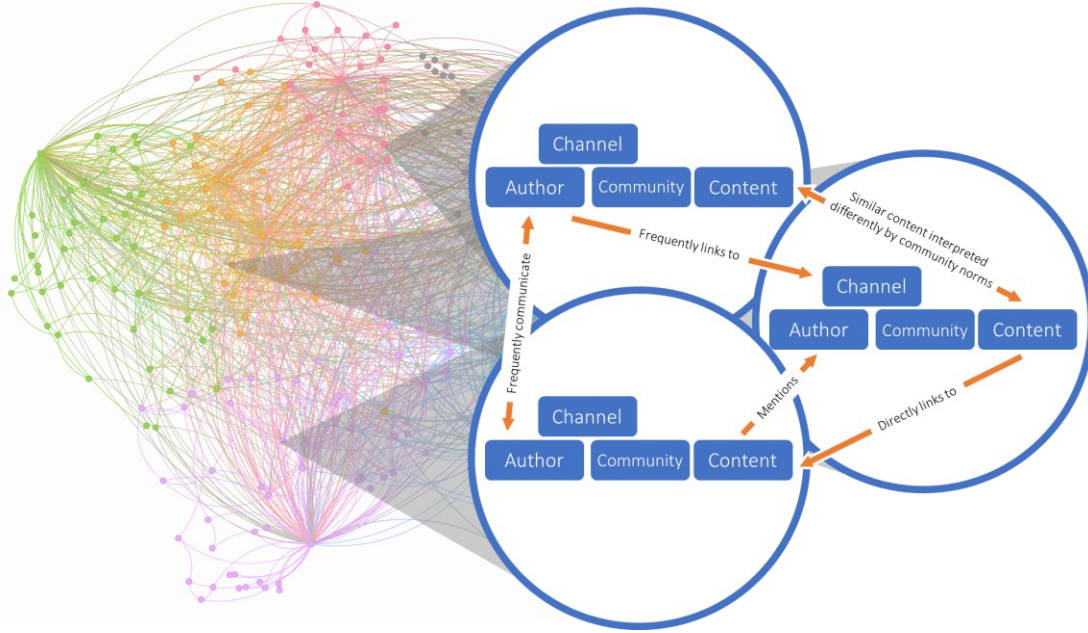 Channel
Author Community Content
Similar content interpreted
differently by community norms
Frequently links to
Channel
Author Community Content
Frequently communicate
Mentions
Directly links to
Channel
Author Community Content